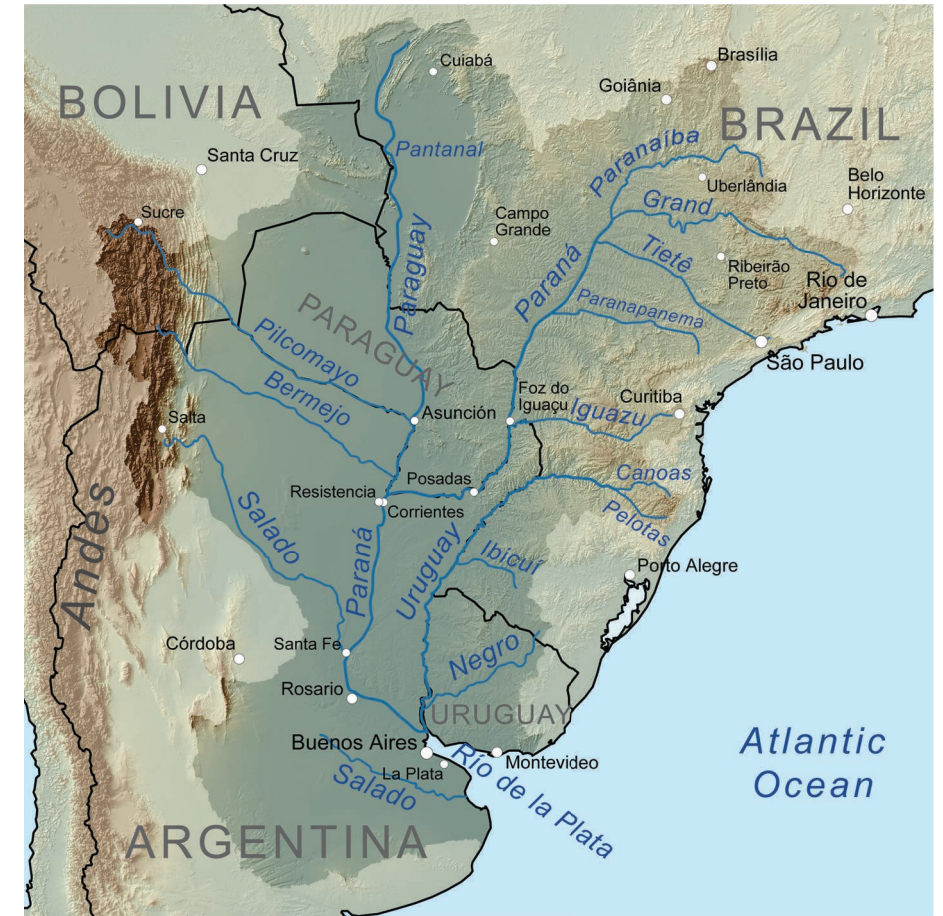 Brasília
Cuiabá
Goiânia
BOLIVIA
BRAZIL
Pantanal
Paranaíba
Santa Cruz
Belo
Horizonte
Uberlândia
Sucre
Campo
Grande
Grand
Paraguay
Paraná
Tietê
Ribeirão
Preto
Rio de
Janeiro
PARAGUAY
Paranapanema
Pilcomayo
São Paulo
Bermejo
Foz do
Iguaçu
Curitiba
Salta
Asunción
Iguazu
Posadas
Canoas
Resistencia
Corrientes
Pelotas
Andes
Salado
Paraná
Uruguay
Ibicuí
Porto Alegre
Córdoba
Santa Fe
Negro
Rosario
URUGUAY
Buenos Aires
Atlantic
Ocean
La Plata
Montevideo
Salado
Río de la Plata
ARGENTINA